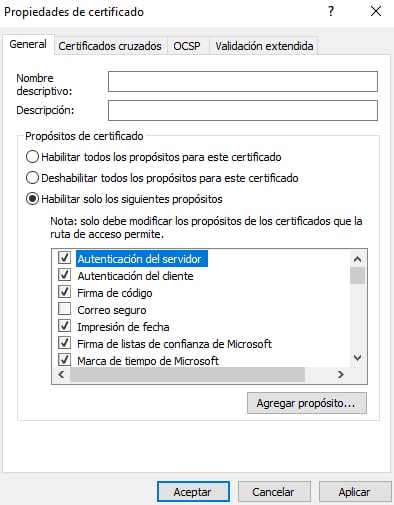 Propiedades de certificado
General
Certificados cruzados
OCSP
Validación extendida
Nombre
descriptivo:
Descripción:
Propósitos de certificado
Habilitar todos los propósitos para este certificado
Deshabilitar todos los propósitos para este certificado
Habilitar solo los siguientes propósitos
Nota: solo debe modificar los propósitos de los certificados que la
ruta de acceso permite.
Autenticación del servidor
Autenticación del cliente
Firma de código
Correo seguro
Impresión de fecha
Firma de listas de confianza de Microsoft
Marca de tiempo de Microsoft
Agregar propósito...
Aceptar
Cancelar
Aplicar